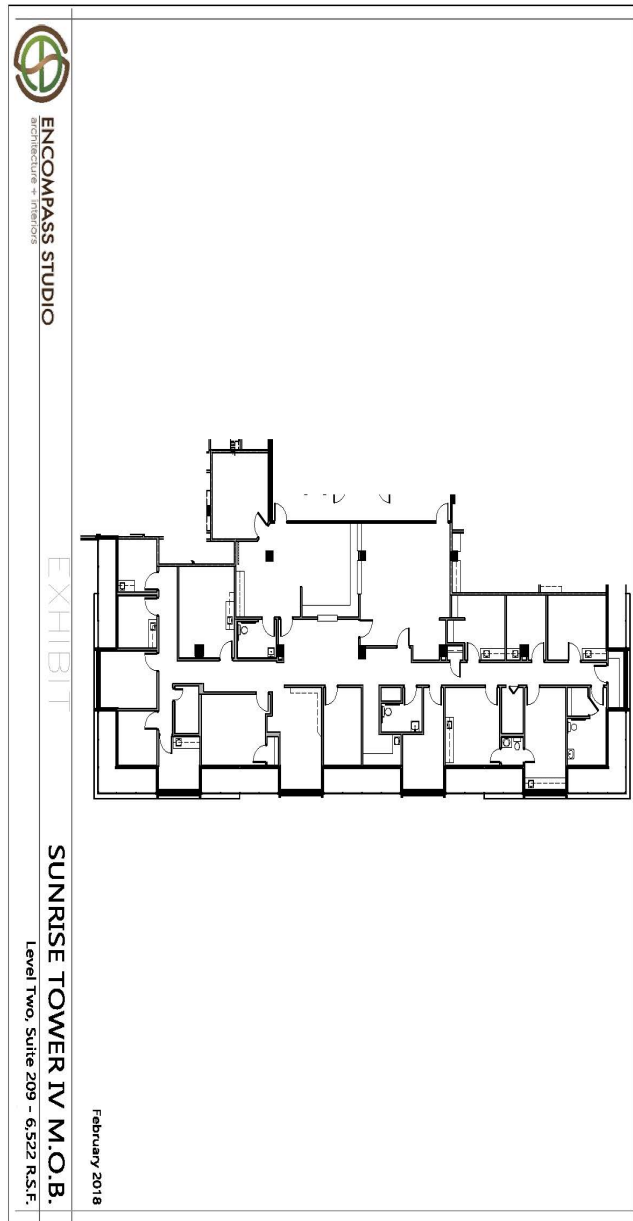 ENCOMPASS STUDIO
architecture + interiors
EXHIBIT
SUNRISE TOWER IV M.O.B.
Level Two, Suite 209 - 6,522 R.S.F.
February 2018